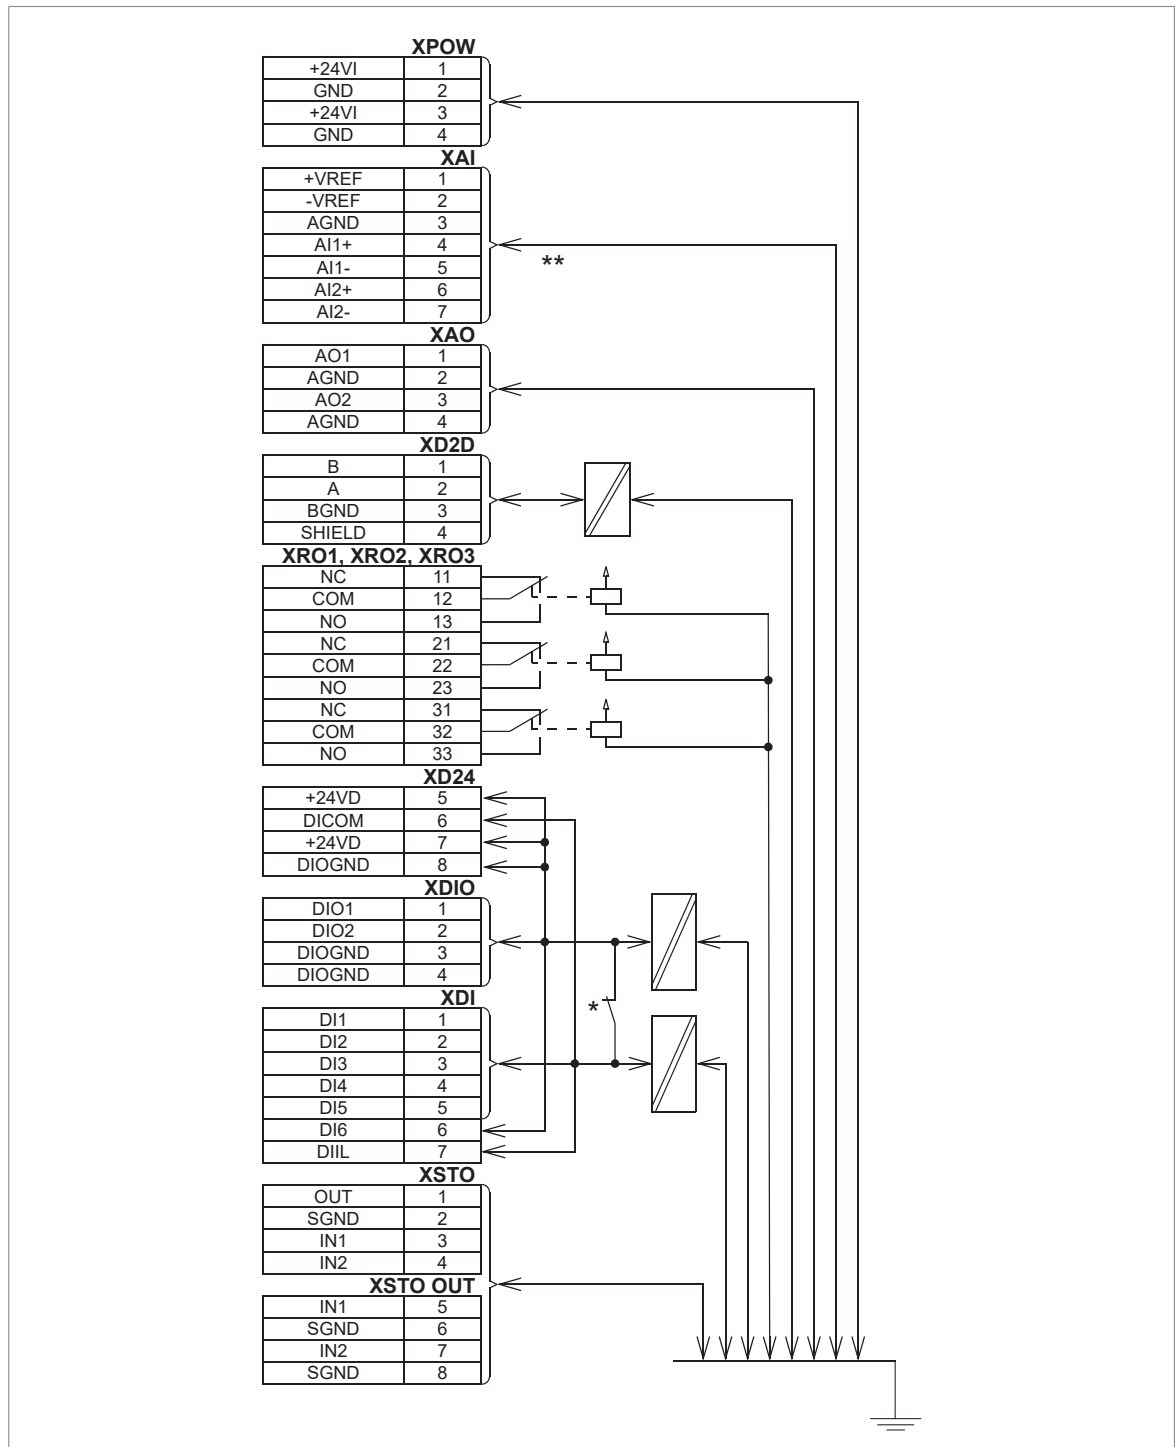 XPOW
+24VI 1
GND 2
+24VI 3
GND 4
XAI
+VREF 1
-VREF 2
AGND 3
AI1+ 4
AI1- 5
AI2+ 6
AI2- 7
**
XAO
AO1 1
AGND 2
AO2 3
AGND 4
XD2D
B 1
A 2
BGND 3
SHIELD 4
XRO1, XRO2, XRO3
NC 11
COM 12
NO 13
NC 21
COM 22
NO 23
NC 31
COM 32
NO 33
XD24
+24VD 5
DICOM 6
+24VD 7
DIOGND 8
XDIO
DIO1 1
DIO2 2
DIOGND 3
DIOGND 4
*
XDI
DI1 1
DI2 2
DI3 3
DI4 4
DI5 5
DI6 6
DIIL 7
XSTO
OUT 1
SGND 2
IN1 3
IN2 4
XSTO OUT
IN1 5
SGND 6
IN2 7
SGND 8